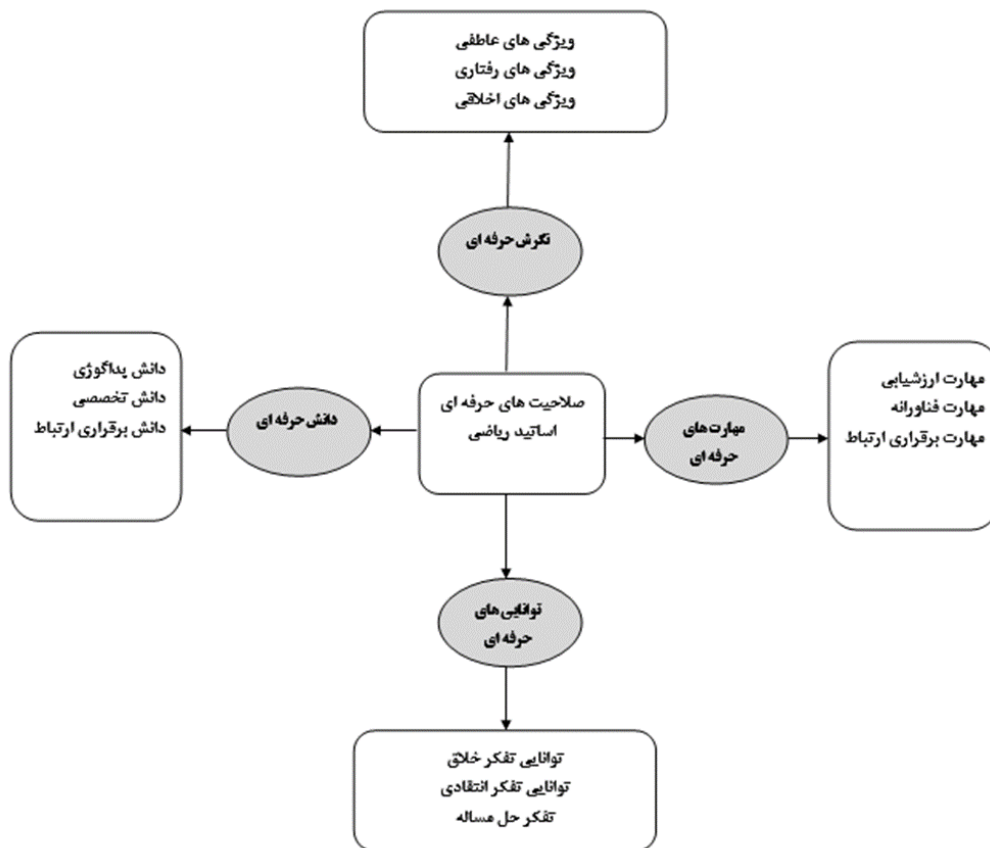 ویژگی های عاطفی
ویژگی های رفتاری
ویژگی های اخلاقی
نگرش حرفه ای
مهارت ارزشیابی
مهارت فناورانه
مهارت برقراری ارتباط
مهارت های
حرفه ای
صلاحیت های حرفه ای
اساتید ریاضی
دانش حرفه ای
دانش پداگوژی
دانش تخصصی
دانش برقراری ارتباط
توانایی های
حرفه ای
توانایی تفکر خلاق
توانایی تفکر انتقادی
تفکر حل مساله